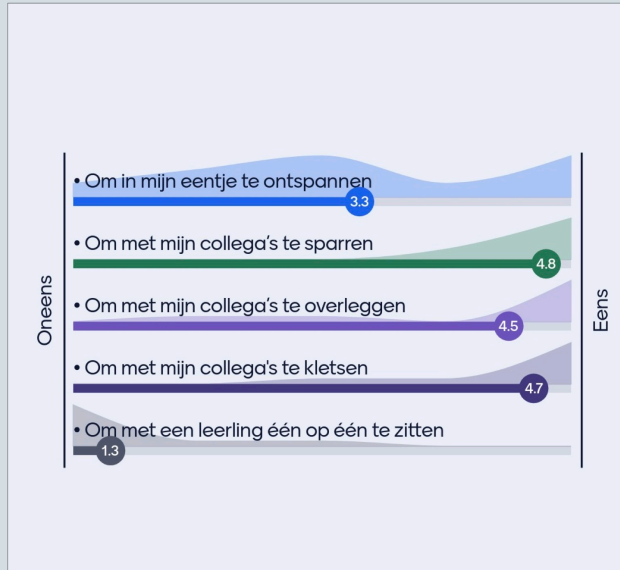 • Om in mijn eentje te ontspannen
3.3
• Om met mijn collega's te sparren
4.8
• Om met mijn collega's te overleggen
4.5
• Om met mijn collega's te kletsen
4.7
• Om met een leerling één op één te zitten
1.3
Oneens
Eens